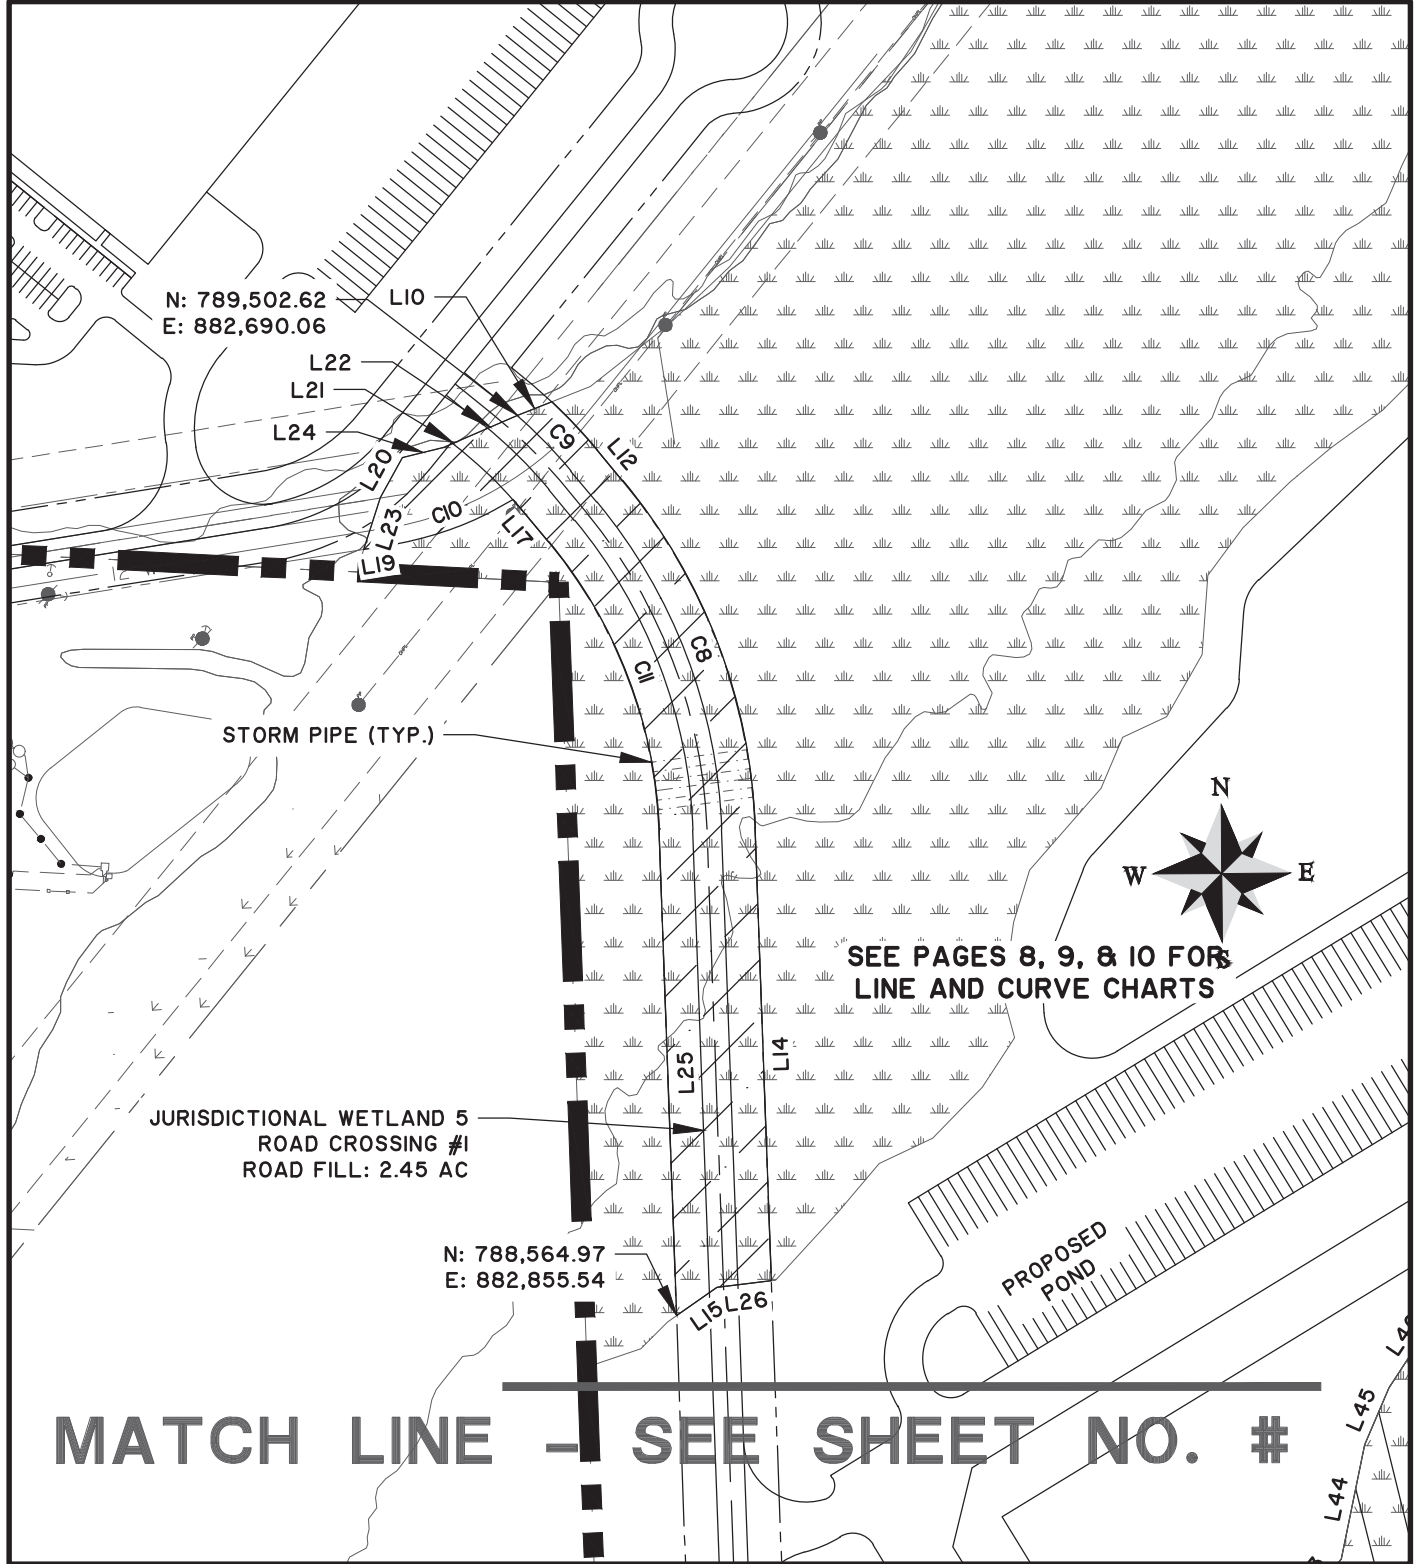 N: 789,502.62
E: 882,690.06
L10
L22
L21
L24
L20
L23
L19
C10
L17
C9
L12
C8
C11
STORM PIPE (TYP.)
N
W
E
S
SEE PAGES 8, 9, & 10 FOR
LINE AND CURVE CHARTS
L25
L14
JURISDICTIONAL WETLAND 5
ROAD CROSSING #1
ROAD FILL: 2.45 AC
N: 788,564.97
E: 882,855.54
L15
L26
PROPOSED
POND
L45
L44
MATCH LINE - SEE SHEET NO. #